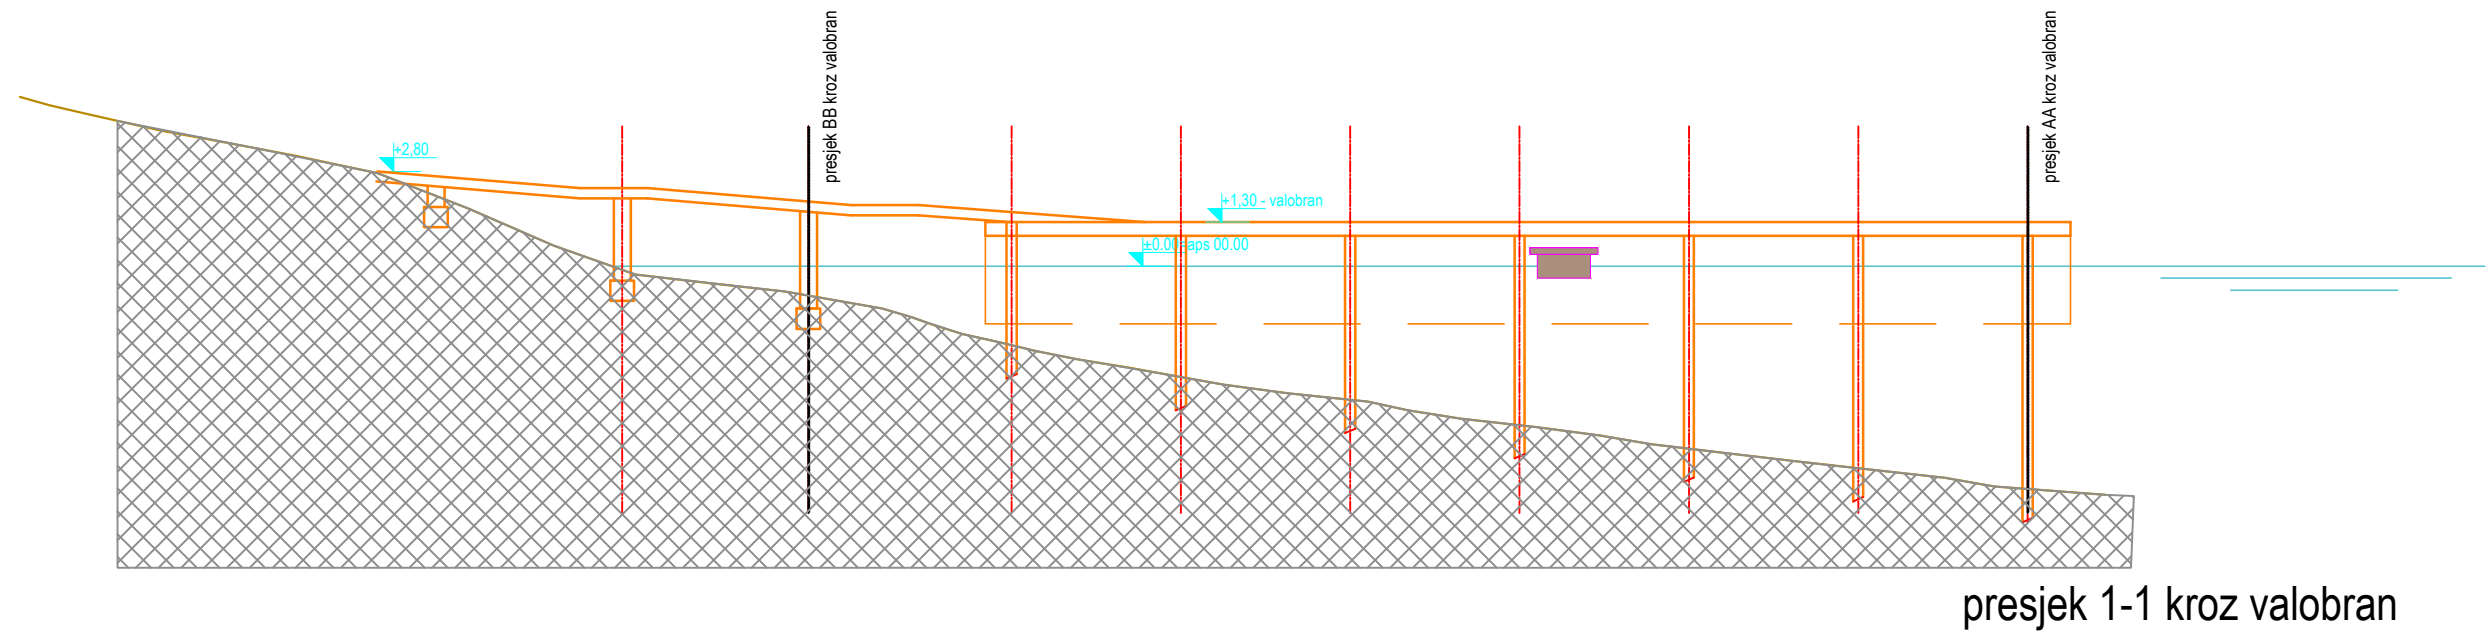 presjek BB kroz valobran
presjek AA kroz valobran
+2,80
+1,30 - valobran
±0.00 aps 00.00
presjek 1-1 kroz valobran